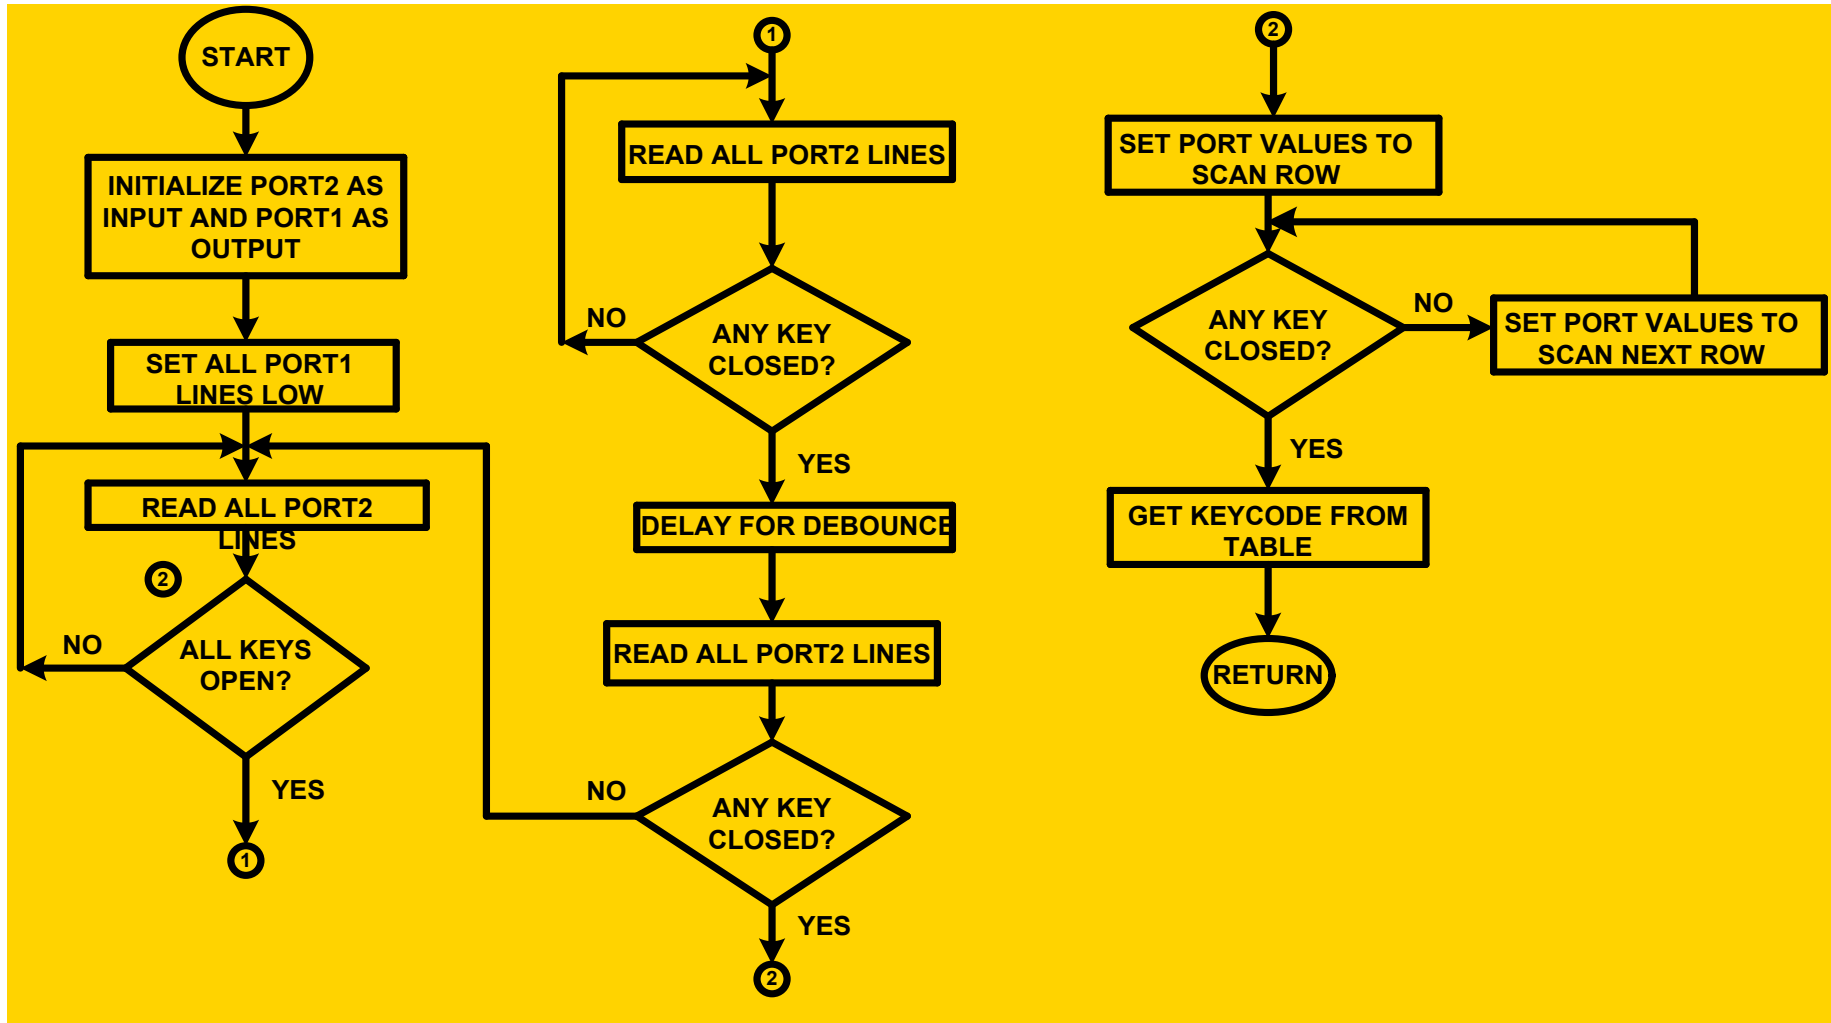 START
INITIALIZE PORT2 AS
INPUT AND PORT1 AS
OUTPUT
SET ALL PORT1
LINES LOW
READ ALL PORT2
LINES
2
NO
ALL KEYS
OPEN?
YES
1
1
READ ALL PORT2 LINES
NO
ANY KEY
CLOSED?
YES
DELAY FOR DEBOUNCE
READ ALL PORT2 LINES
NO
ANY KEY
CLOSED?
YES
2
2
SET PORT VALUES TO
SCAN ROW
ANY KEY
CLOSED?
NO
SET PORT VALUES TO
SCAN NEXT ROW
YES
GET KEYCODE FROM
TABLE
RETURN